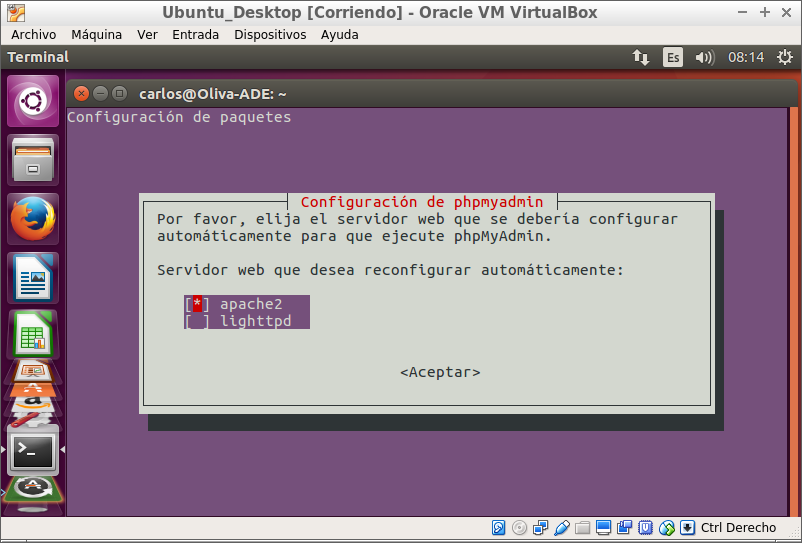 Ubuntu_Desktop [Corriendo] - Oracle VM VirtualBox
Archivo Máquina Ver Entrada Dispositivos Ayuda
Terminal Es 08:14
carlos@Oliva-ADE: ~
Configuración de paquetes
Configuración de phpmyadmin
Por favor, elija el servidor web que se debería configurar
automáticamente para que ejecute phpMyAdmin.
Servidor web que desea reconfigurar automáticamente:
[*] apache2
[ ] lighttpd
<Aceptar>
Ctrl Derecho